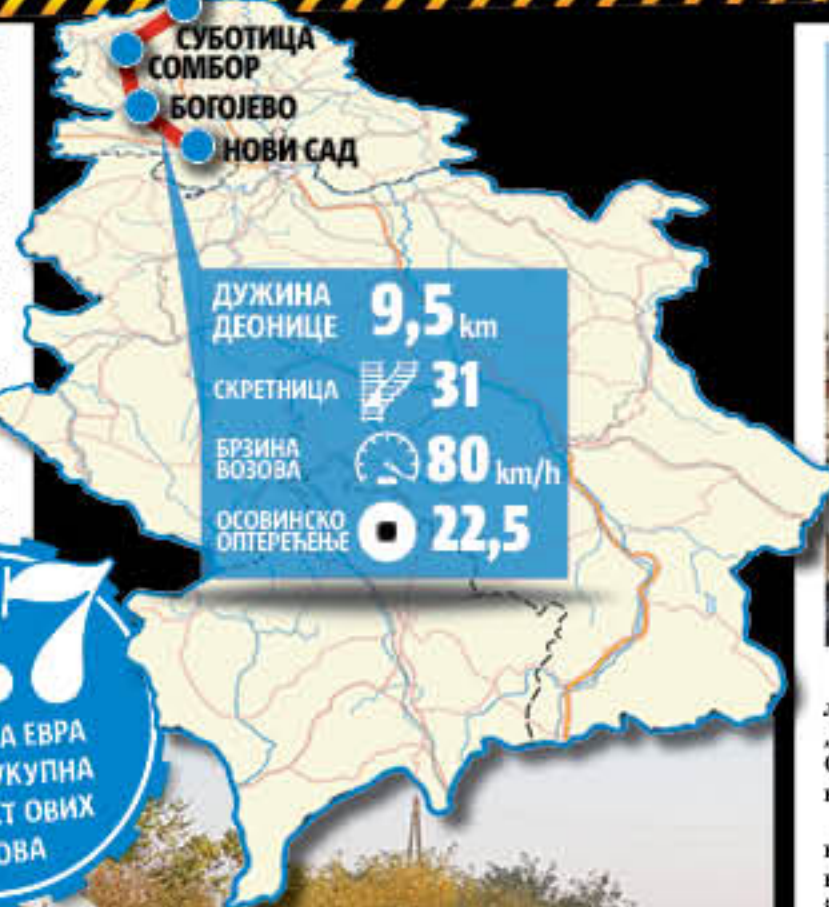 СУБОТИЦА
СОМБОР
БОГОЈЕВО
НОВИ САД
ДУЖИНА
ДЕОНИЦЕ 9,5 km
СКРЕТНИЦА 31
БРЗИНА
ВОЗОВА 80 km/h
ОСОВИНСКО
ОПТЕРЕЋЕЊЕ 22,5
7
ЕВРА
УКУПНА
ОВИХ